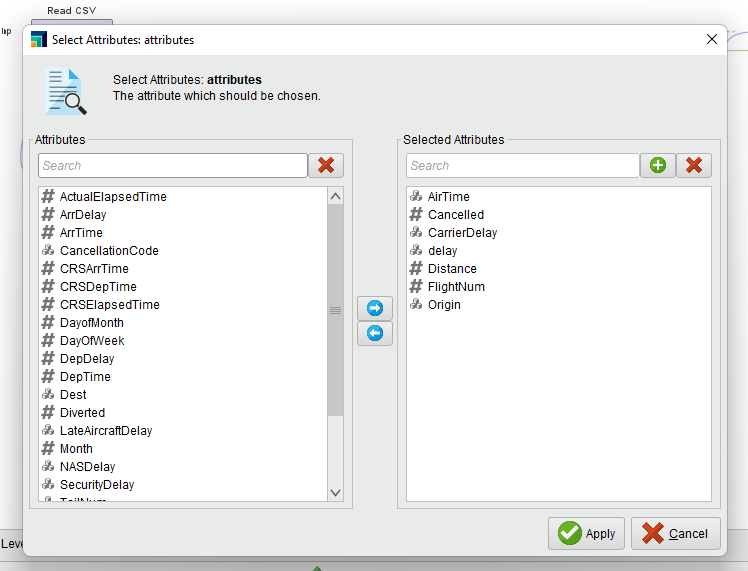 Read CSV
Select Attributes: attributes
Select Attributes: attributes
The attribute which should be chosen.
Attributes
Search
ActualElapsedTime
ArrDelay
ArrTime
CancellationCode
CRSArrTime
CRSDepTime
CRSElapsedTime
DayofMonth
DayOfWeek
DepDelay
DepTime
Dest
Diverted
LateAircraftDelay
Month
NASDelay
SecurityDelay
TailNum
Selected Attributes
Search
AirTime
Cancelled
CarrierDelay
delay
Distance
FlightNum
Origin
Apply
Cancel
Leve